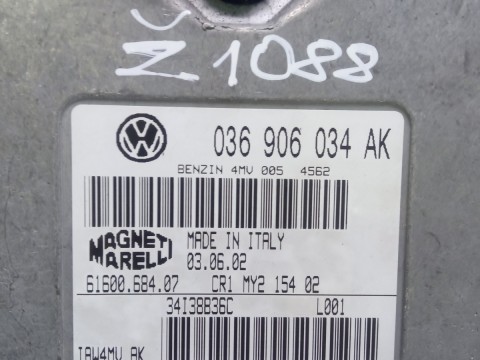 Ž1088
036 906 034 AK
BENZIN 4MV 005 4562
MAGNETI MARELLI
MADE IN ITALY
03.06.02
61600.684.07 CR1 MY2 154 02
34I38B36C L001
IAW4MV AK